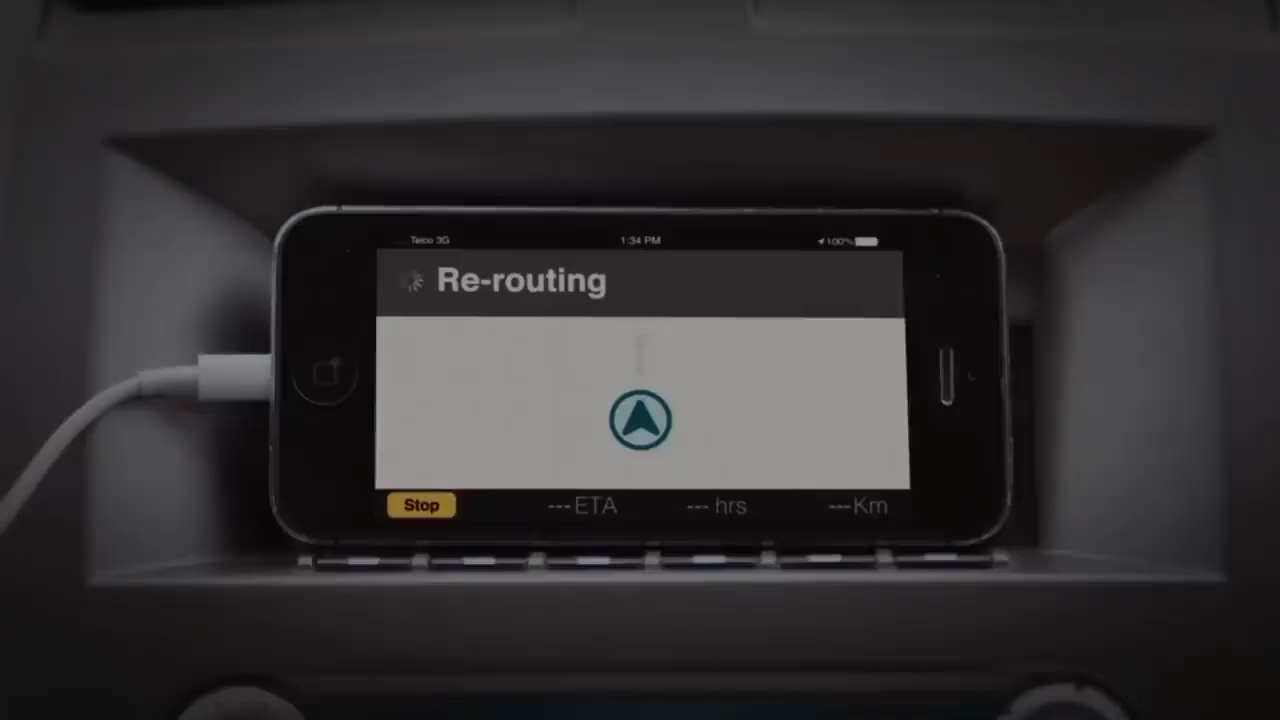 Telco 3G 1:34 PM 100%
Re-routing
Stop ---ETA --- hrs ---Km